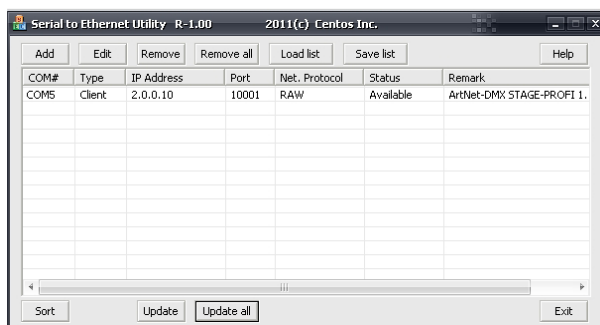 Serial to Ethernet Utility R-1.00 2011(c) Centos Inc.
Add Edit Remove Remove all Load list Save list Help
COM# Type IP Address Port Net. Protocol Status Remark
COM5 Client 2.0.0.10 10001 RAW Available ArtNet-DMX STAGE-PROFI 1.
Sort Update Update all Exit